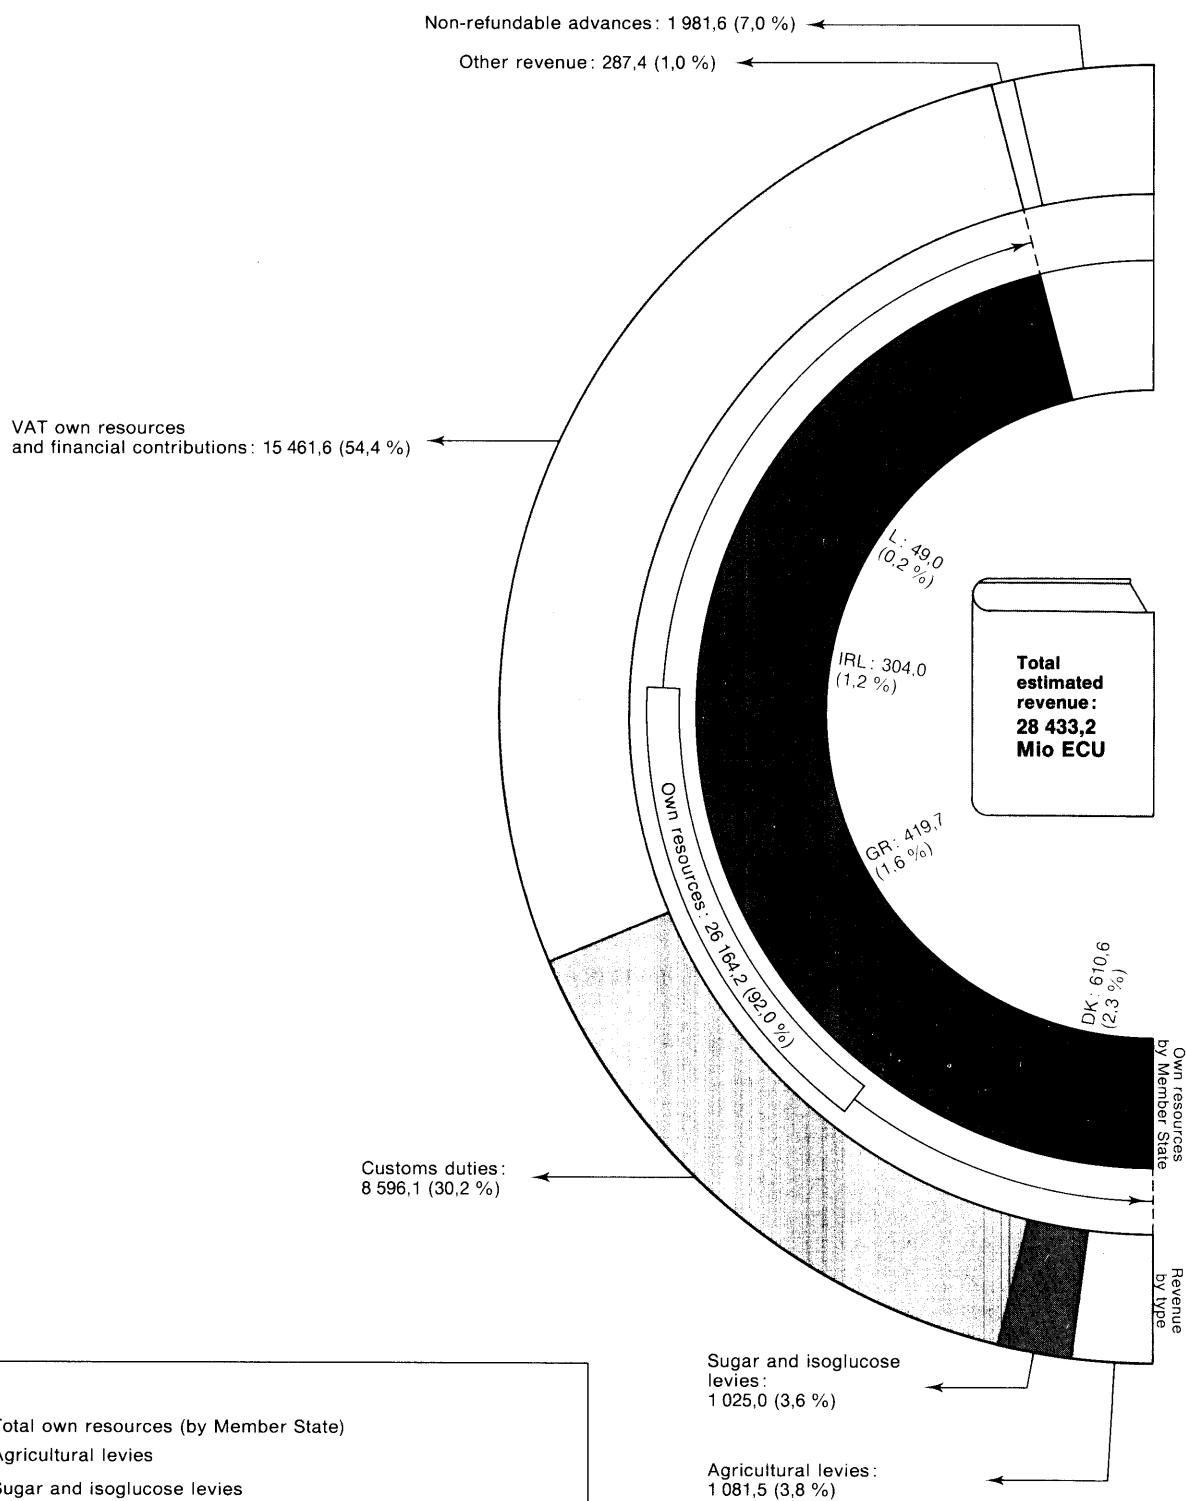 Non-refundable advances: 1 981,6 (7,0 %)
Other revenue: 287,4 (1,0 %)
VAT own resources
and financial contributions: 15 461,6 (54,4 %)
L: 49,0
(0,2 %)
IRL: 304,0
(1,2 %)
Total
estimated
revenue:
28 433,2
Mio ECU
GR: 419,7
(1,6 %)
Own resources: 26 164,2 (92,0 %)
DK: 610,6
(2,3 %)
Own resources
by Member State
Customs duties:
8 596,1 (30,2 %)
Revenue
by type
Sugar and isoglucose
levies:
1 025,0 (3,6 %)
Agricultural levies:
1 081,5 (3,8 %)
Total own resources (by Member State)
Agricultural levies
Sugar and isoglucose levies